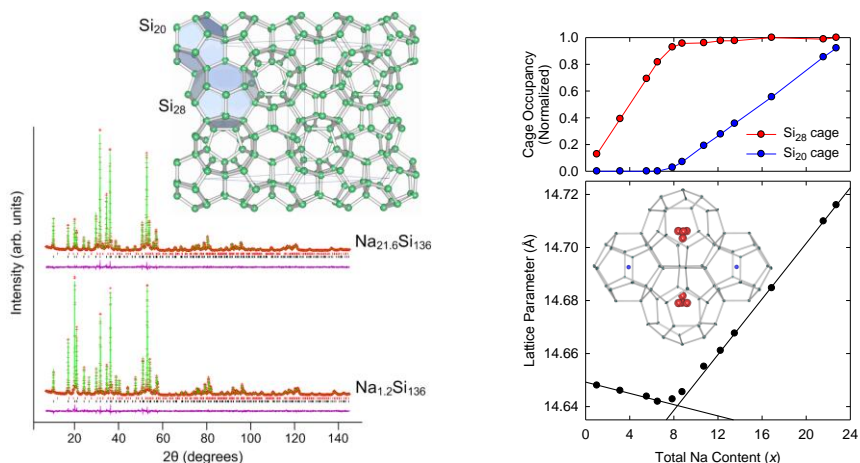 Si20
Si28
Intensity (arb. units)
Na21.6Si136
Na1.2Si136
20 40 60 80 100 120 140
2θ (degrees)
Cage Occupancy
(Normalized)
1.0
0.8
0.6
0.4
0.2
0.0
Si28 cage
Si20 cage
Lattice Parameter (Å)
14.72
14.70
14.68
14.66
14.64
0 4 8 12 16 20 24
Total Na Content (x)